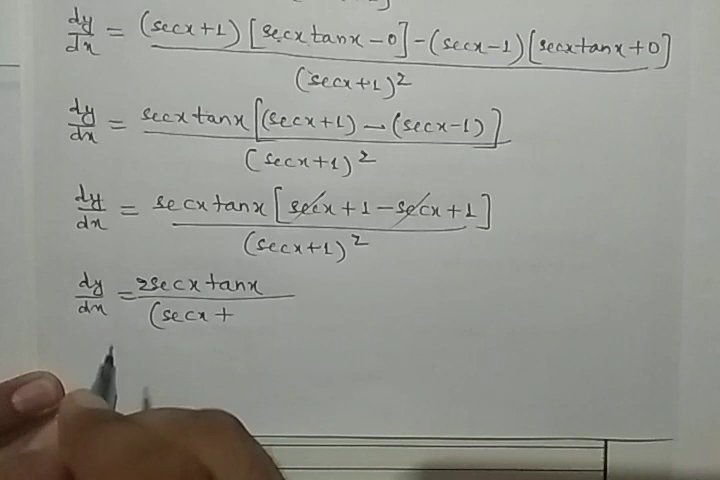 dy/dx = (secx+1)[secx tanx-0]-(secx-1)[secxtanx+0] / (secx+1)²
dy/dx = secx tanx[(secx+1)-(secx-1)] / (secx+1)²
dy/dx = secx tanx[secx+1-secx+1] / (secx+1)²
dy/dx = 2secx tanx / (secx +